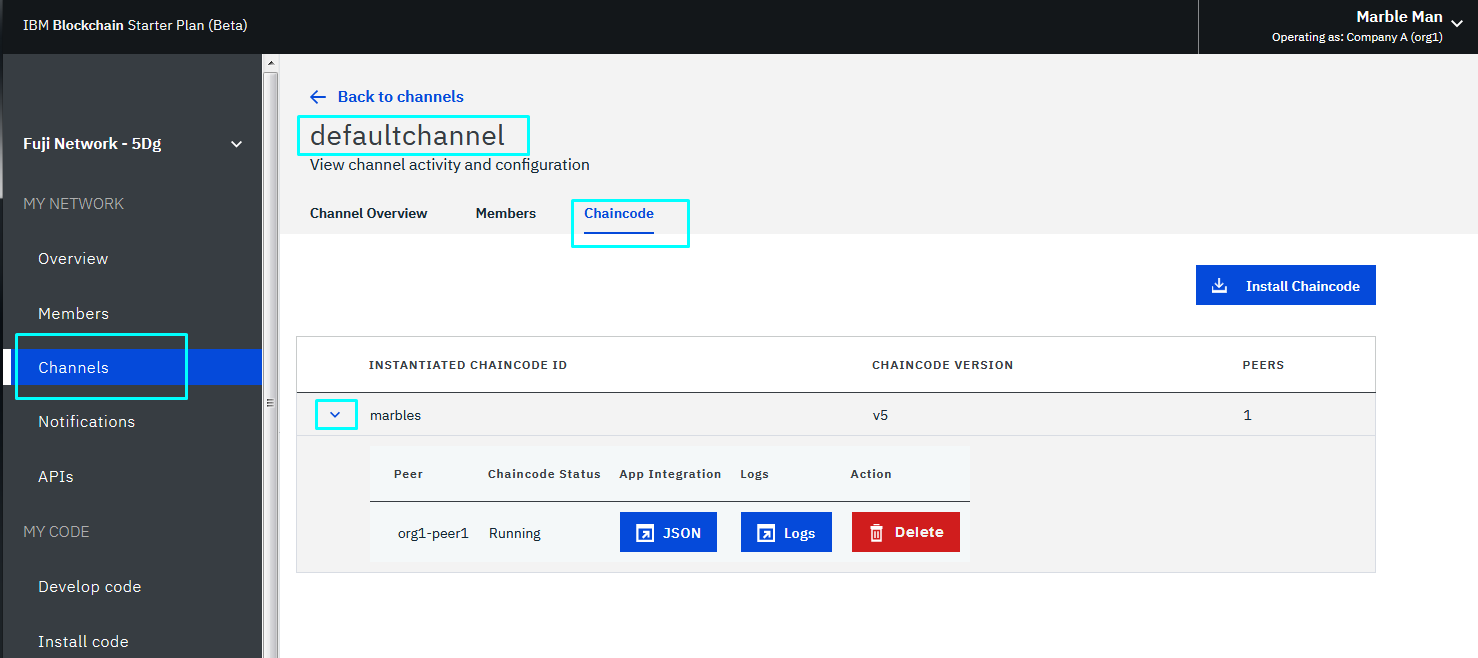 IBM Blockchain Starter Plan (Beta)
Marble Man
Operating as: Company A (org1)
Fuji Network - 5Dg
MY NETWORK
Overview
Members
Channels
Notifications
APIs
MY CODE
Develop code
Install code
Back to channels
defaultchannel
View channel activity and configuration
Channel Overview Members Chaincode
Install Chaincode
INSTANTIATED CHAINCODE ID CHAINCODE VERSION PEERS
marbles v5 1
Peer Chaincode Status App Integration Logs Action
org1-peer1 Running JSON Logs Delete